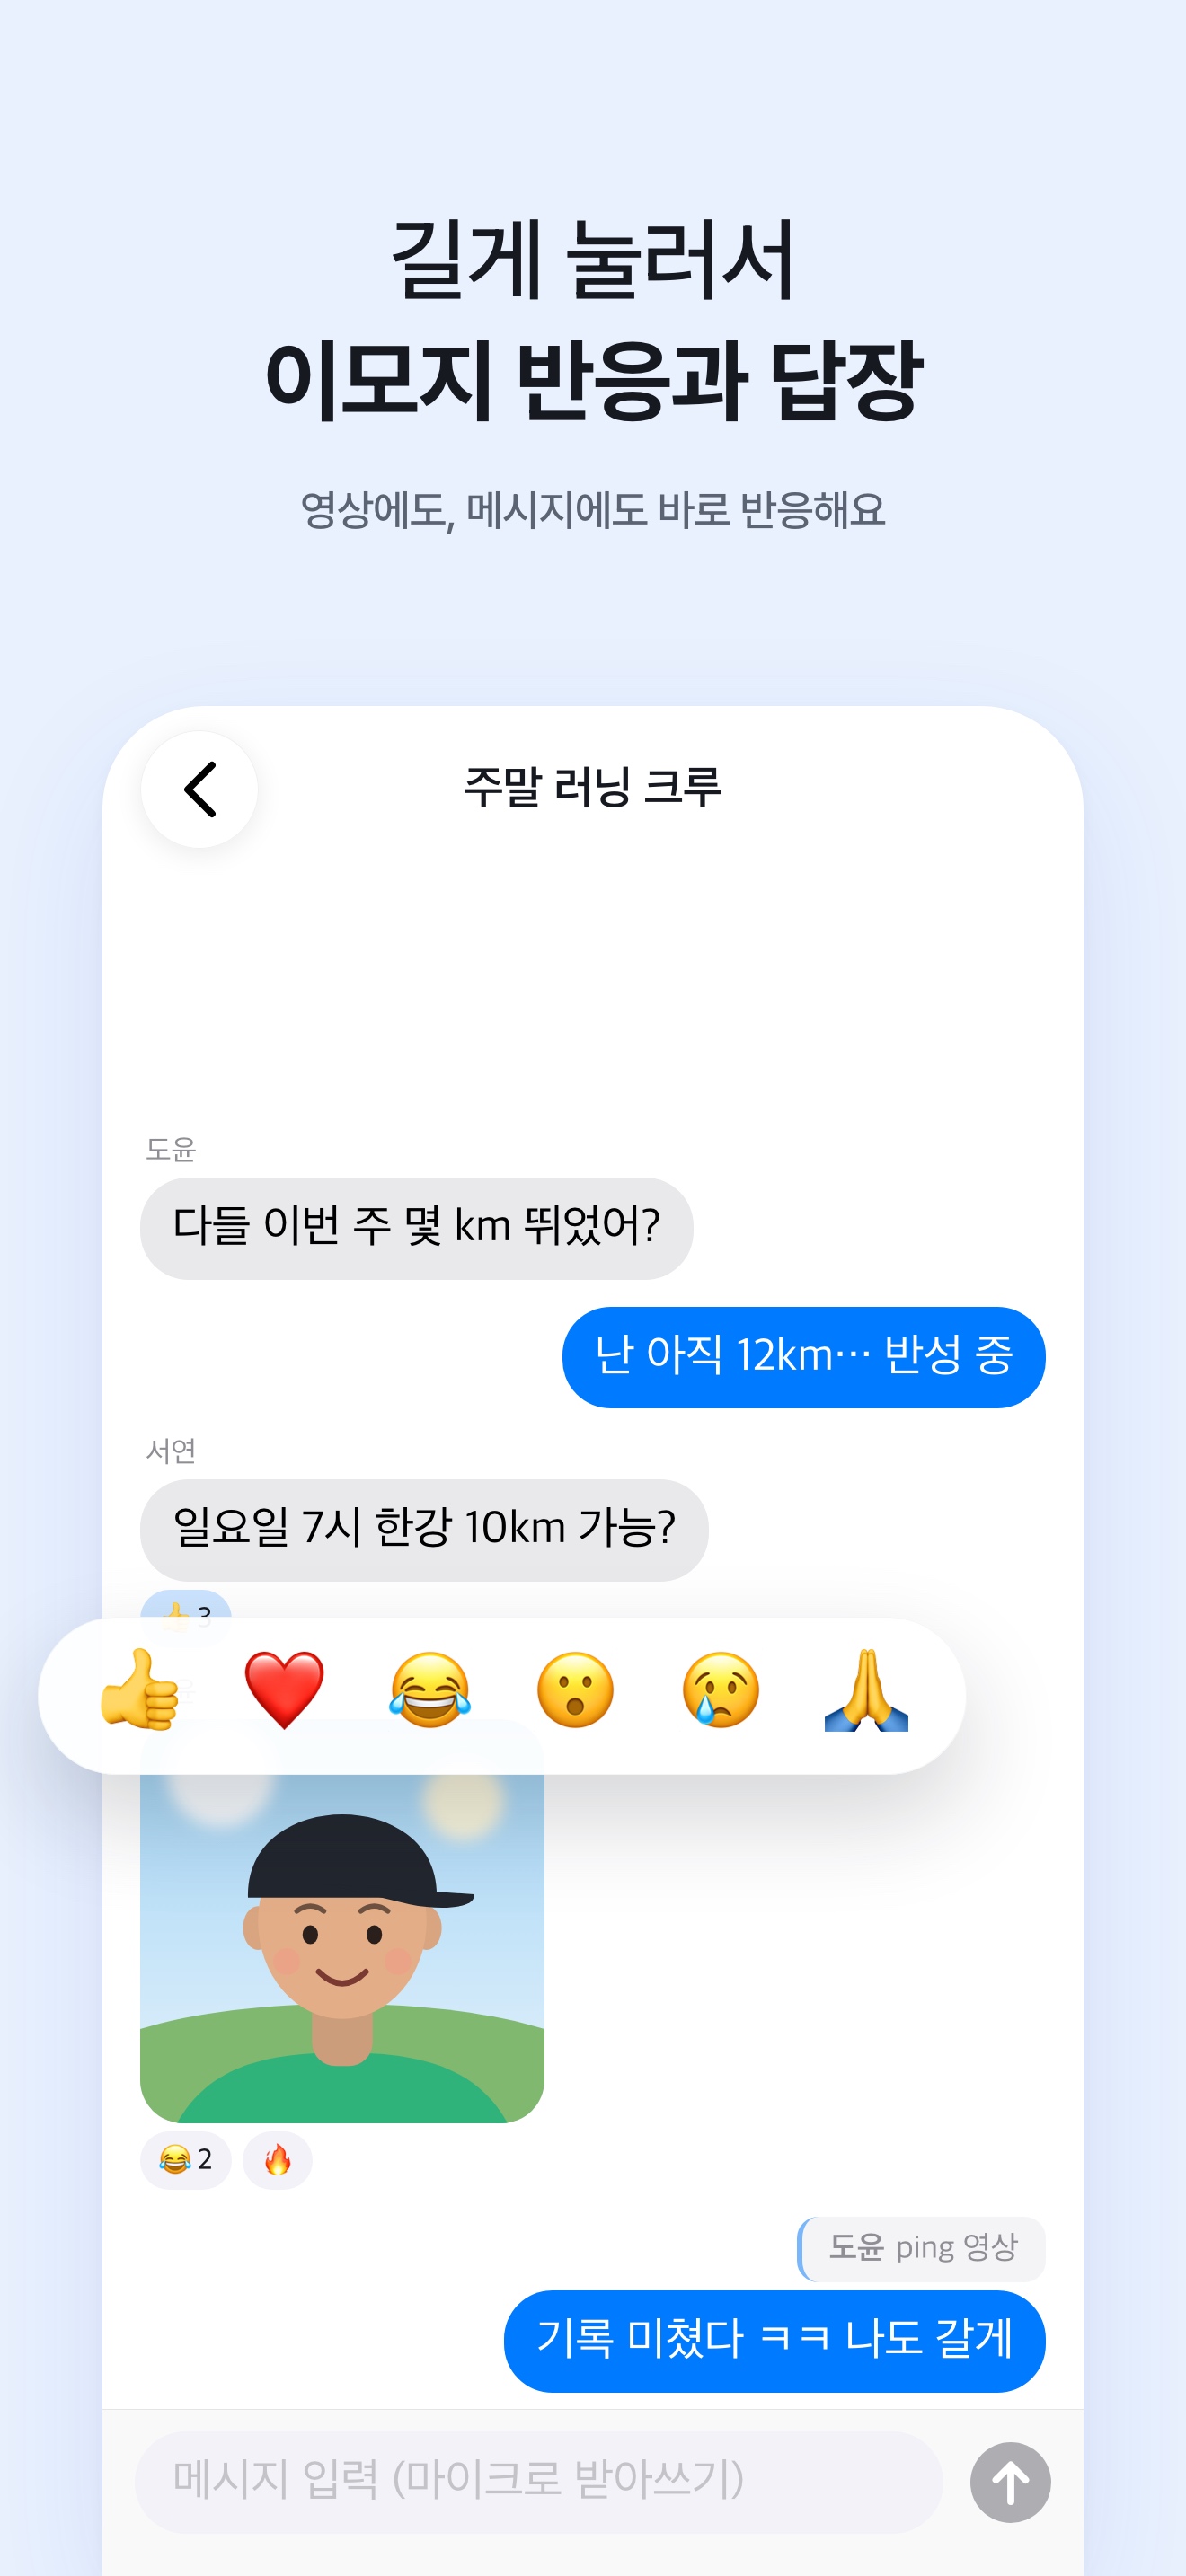 길게 눌러서
이모지 반응과 답장
영상에도, 메시지에도 바로 반응해요
주말 러닝 크루
도윤
다들 이번 주 몇 km 뛰었어?
난 아직 12km… 반성 중
서연
일요일 7시 한강 10km 가능?
👍 3
👍 ❤️ 😂 😮 😢 🙏
😂 2 🔥
도윤 ping 영상
기록 미쳤다 ㅋㅋ 나도 갈게
메시지 입력 (마이크로 받아쓰기)